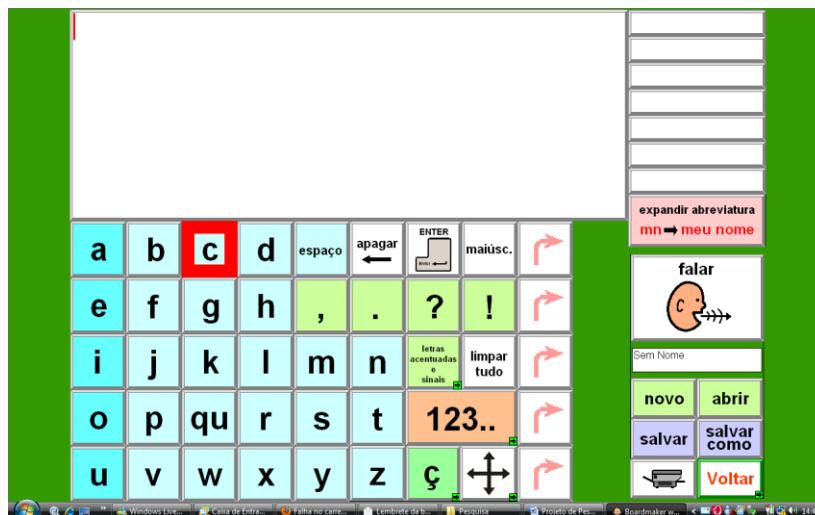 expandir abreviatura
mn ➡ meu nome
a b c d espaço apagar ENTER maiúsc.
falar
e f g h , . ? !
i j k l m n letras acentuadas e sinais limpar tudo
Sem Nome
novo abrir
o p qu r s t 123..
salvar salvar como
u v w x y z ç
Voltar
Windows Live... Caixa de Entra... Falha no carre... Lembrete da b... Pesquisa Projeto de Pes... Boardmaker w...